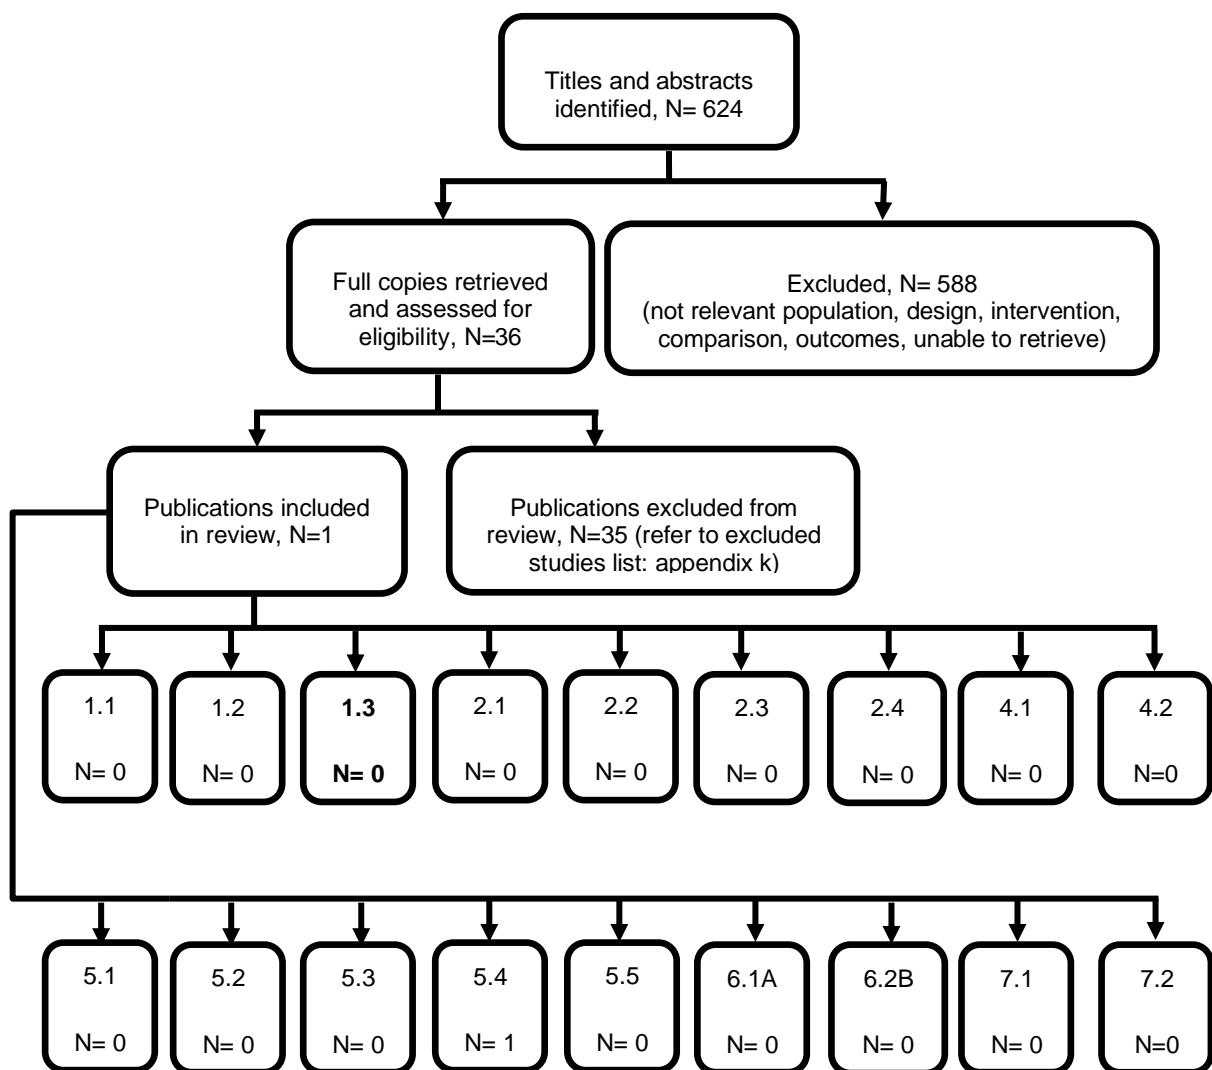 Titles and abstracts
identified, N= 624
Full copies retrieved
and assessed for
eligibility, N=36
Excluded, N= 588
(not relevant population, design, intervention,
comparison, outcomes, unable to retrieve)
Publications included
in review, N=1
Publications excluded from
review, N=35 (refer to excluded
studies list: appendix k)
1.1
N= 0
1.2
N= 0
1.3
N= 0
2.1
N= 0
2.2
N= 0
2.3
N= 0
2.4
N= 0
4.1
N= 0
4.2
N=0
5.1
N= 0
5.2
N= 0
5.3
N= 0
5.4
N= 1
5.5
N= 0
6.1A
N= 0
6.2B
N= 0
7.1
N= 0
7.2
N=0